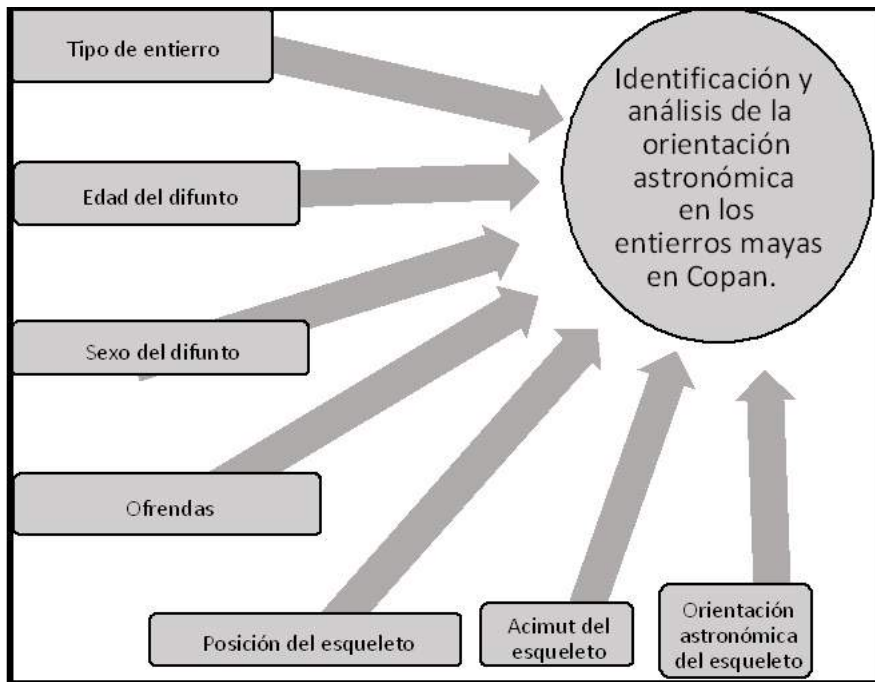 Tipo de entierro
Identificación y
análisis de la
orientación
astronómica
en los
entierros mayas
en Copan.
Edad del difunto
Sexo del difunto
Ofrendas
Posición del esqueleto
Acimut del
esqueleto
Orientación
astronómica
del esqueleto